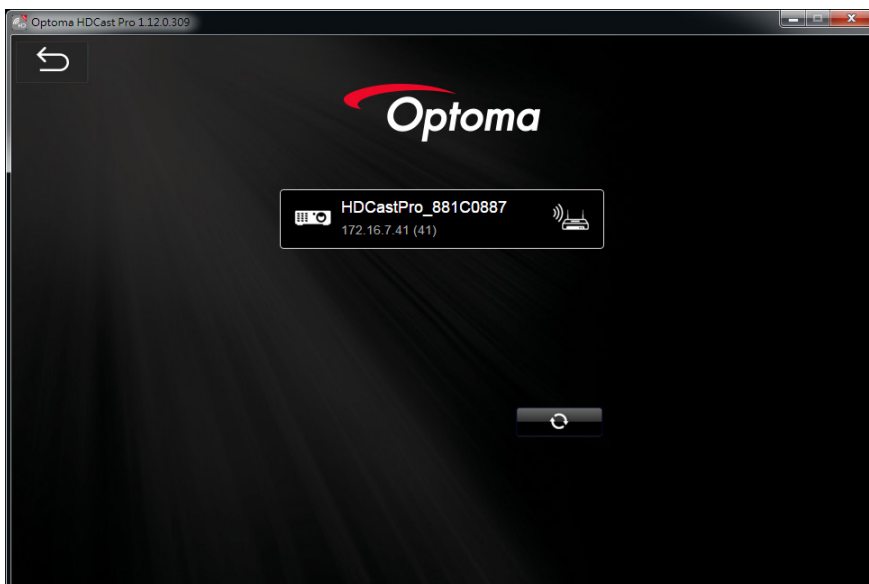 Optoma HDCast Pro 1.12.0.309
Optoma
HDCastPro_881C0887
172.16.7.41 (41)